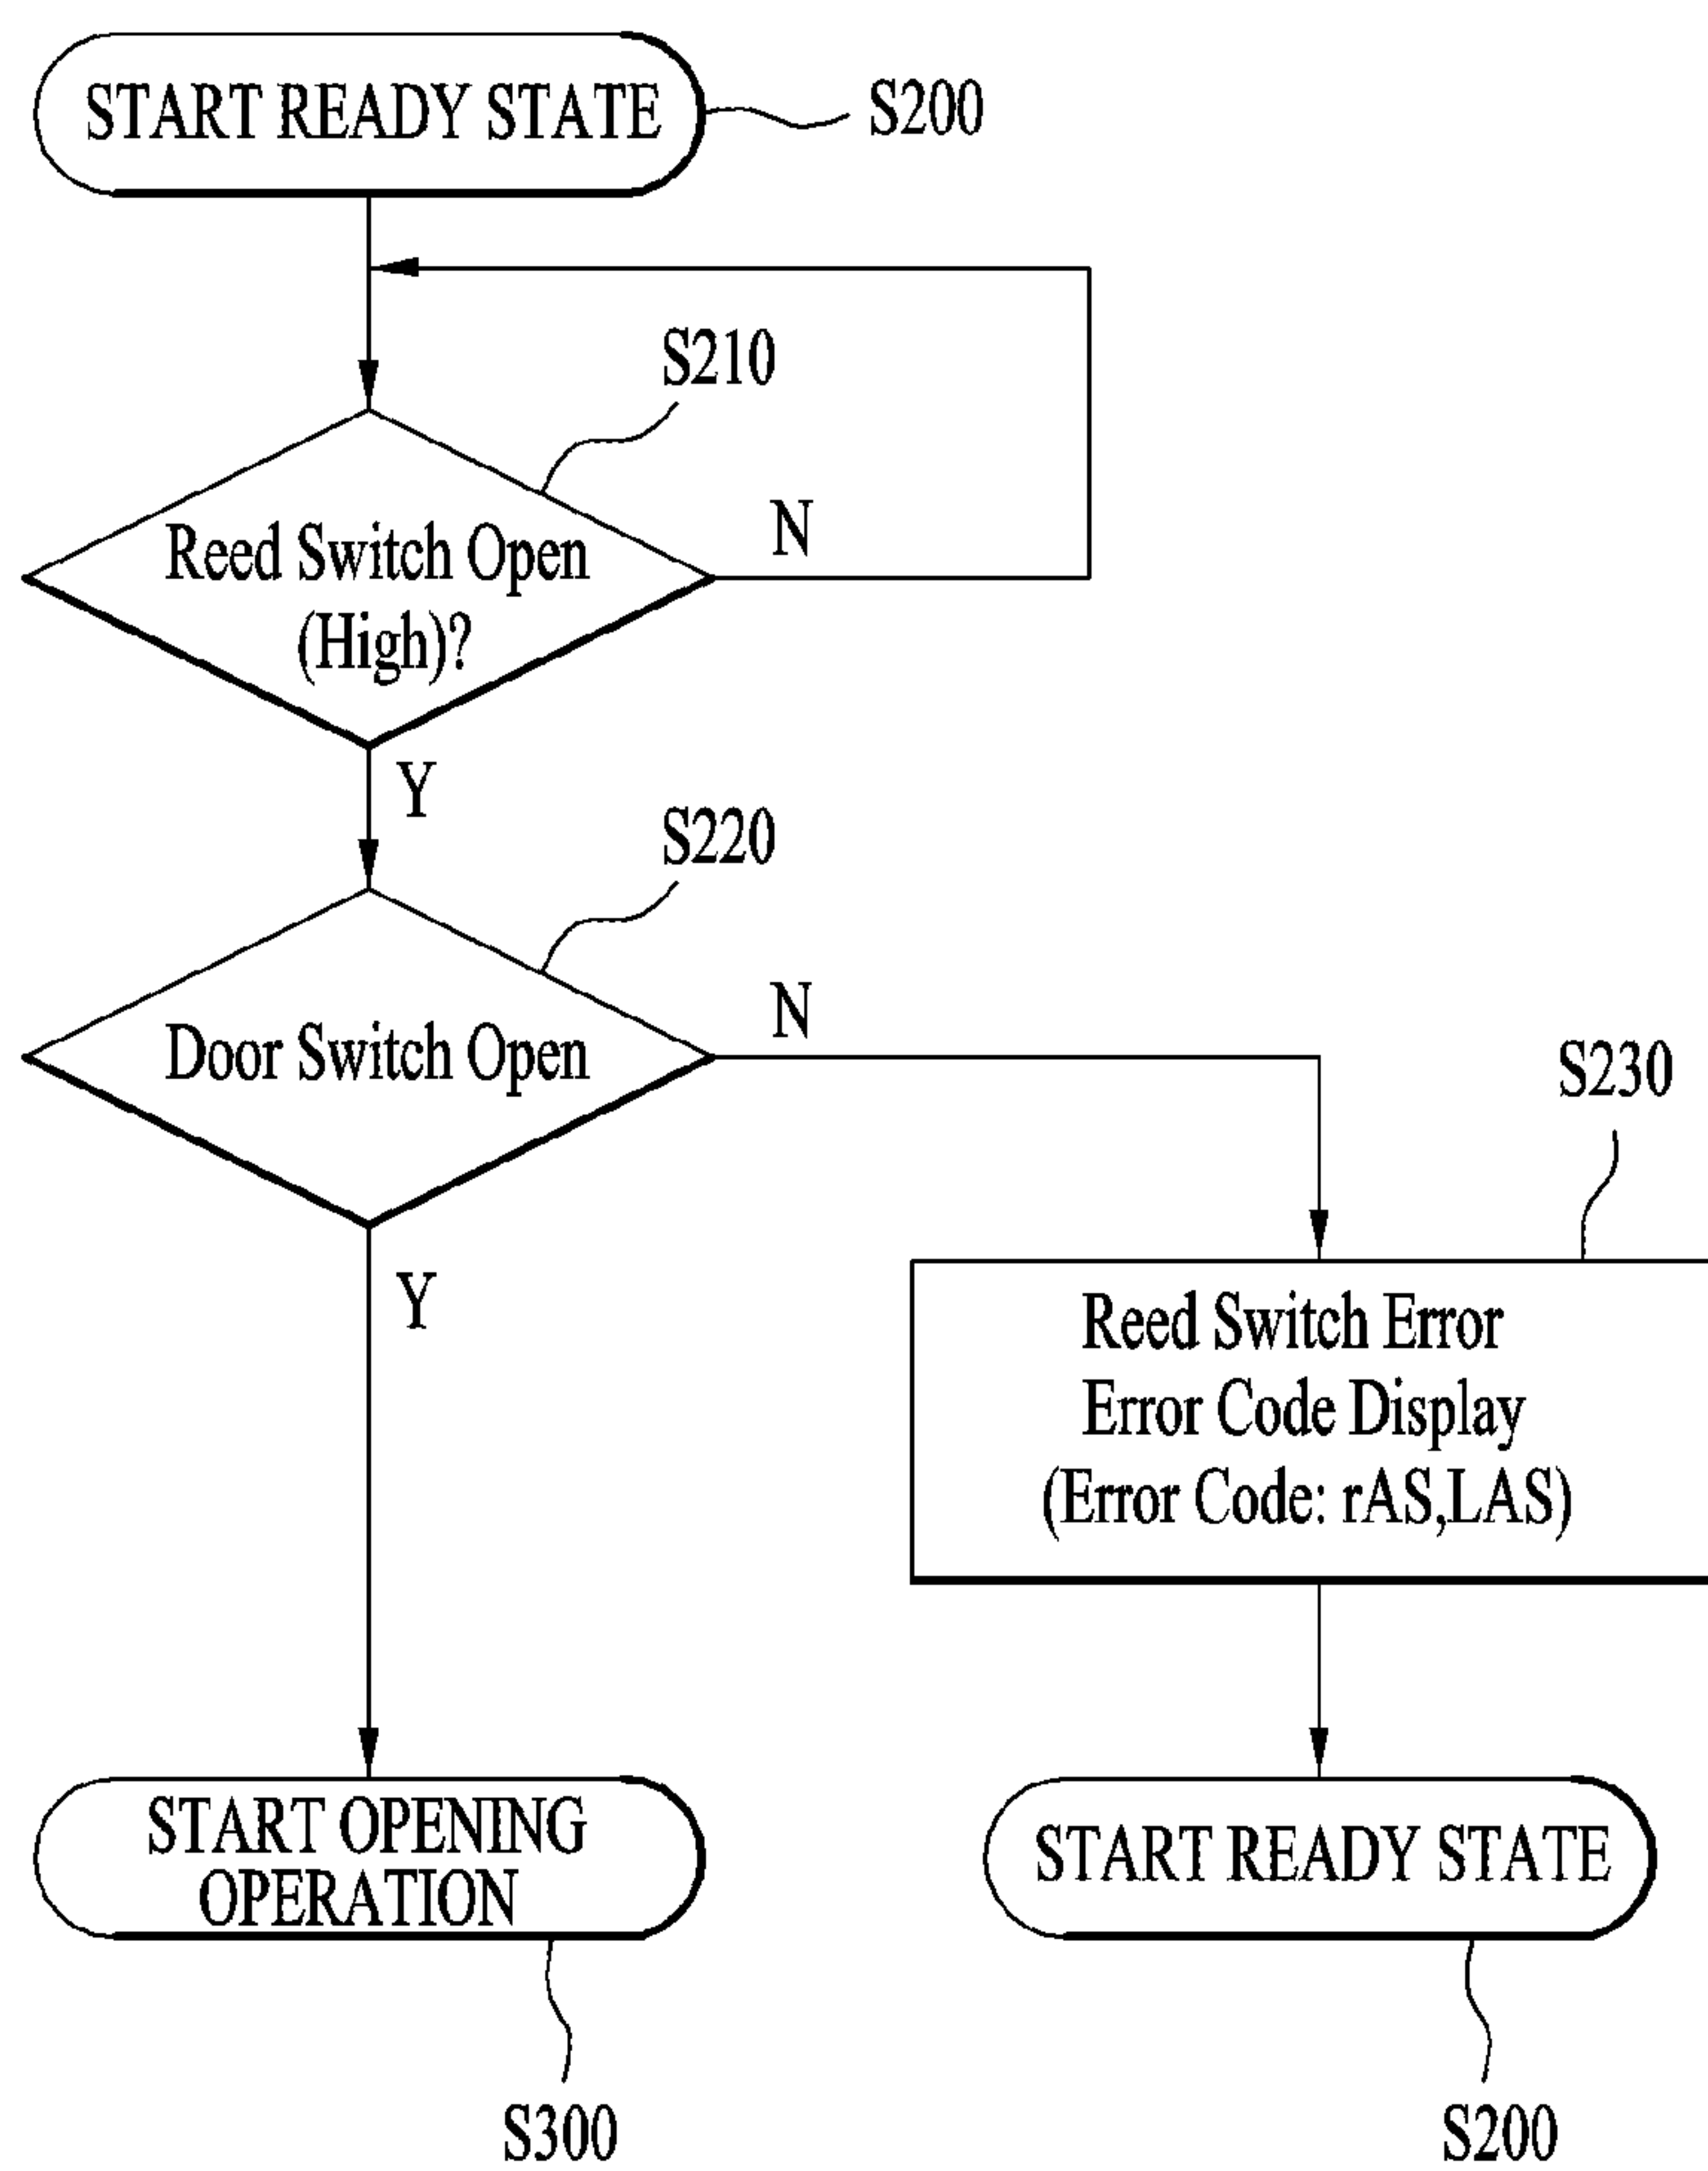 START READY STATE
S200
S210
Reed Switch Open
(High)?
N
Y
S220
Door Switch Open
N
Y
S230
Reed Switch Error
Error Code Display
(Error Code: rAS,LAS)
START OPENING
OPERATION
START READY STATE
S300
S200